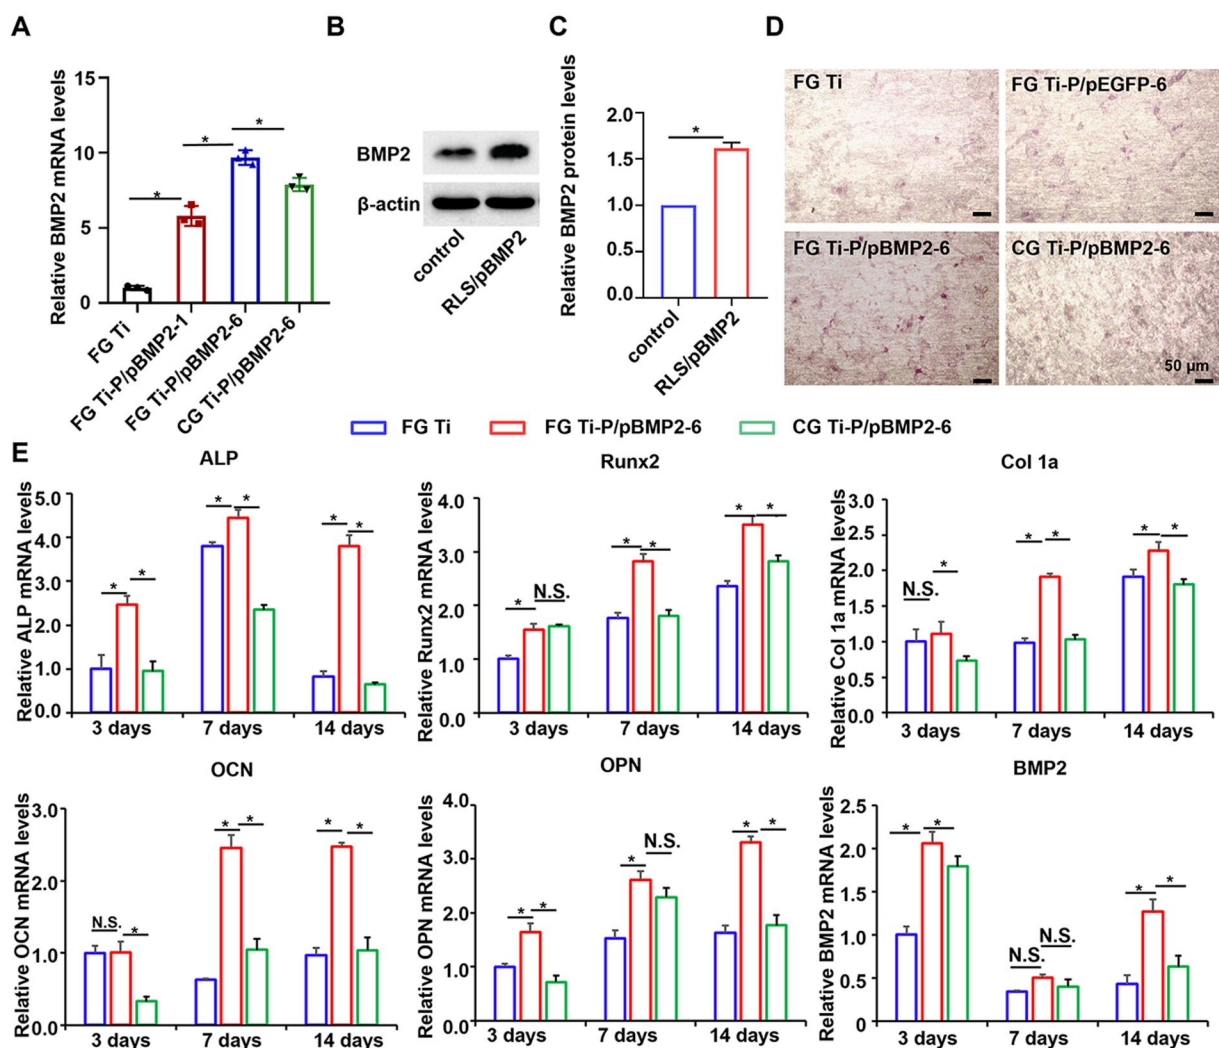 A
Relative BMP2 mRNA levels
15
10
5
0
*
*
*
FG Ti
FG Ti-P/pBMP2-1
FG Ti-P/pBMP2-6
CG Ti-P/pBMP2-6
B
BMP2
β-actin
control
RLS/pBMP2
C
Relative BMP2 protein levels
2.0
1.5
1.0
0.5
0.0
*
control
RLS/pBMP2
D
FG Ti
FG Ti-P/pEGFP-6
FG Ti-P/pBMP2-6
CG Ti-P/pBMP2-6
50 µm
FG Ti
FG Ti-P/pBMP2-6
CG Ti-P/pBMP2-6
E
ALP
Relative ALP mRNA levels
5.0
4.0
3.0
2.0
1.0
0.0
* *
* *
* *
3 days 7 days 14 days
Runx2
Relative Runx2 mRNA levels
4.0
3.0
2.0
1.0
0.0
* N.S.
* *
* *
3 days 7 days 14 days
Col 1a
Relative Col 1a mRNA levels
3.0
2.5
2.0
1.5
1.0
0.5
0.0
N.S. *
* *
* *
3 days 7 days 14 days
OCN
Relative OCN mRNA levels
3.0
2.0
1.0
0.0
N.S. *
* *
* *
3 days 7 days 14 days
OPN
Relative OPN mRNA levels
4.0
3.0
2.0
1.0
0.0
* *
* N.S.
* *
3 days 7 days 14 days
BMP2
Relative BMP2 mRNA levels
2.5
2.0
1.5
1.0
0.5
0.0
* *
N.S. N.S.
* *
3 days 7 days 14 days